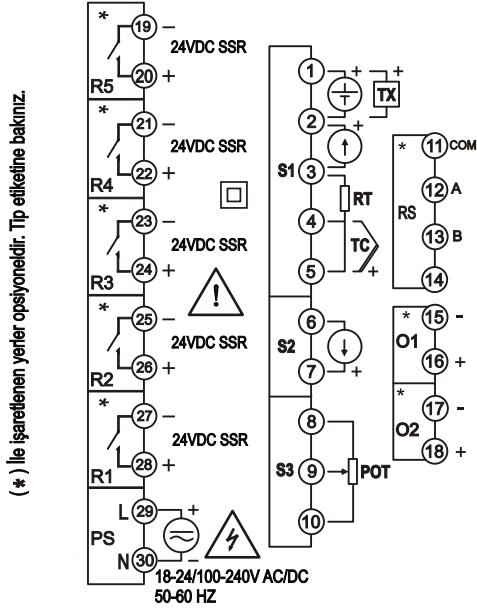 (*) İle işaretlenen yerler opsiyoneldir. Tip etiketine bakınız.
* 19 −
24VDC SSR
20 +
R5
* 21 −
24VDC SSR
22 +
R4
* 23 −
24VDC SSR
24 +
R3
* 25 −
24VDC SSR
26 +
R2
* 27 −
24VDC SSR
28 +
R1
L 29 +
PS
N 30 −
18-24/100-240V AC/DC
50-60 HZ
1 + +
TX
2 +
S1 3
RT
4
TC
5 +
6
S2
7 +
8
S3 9 POT
10
* 11 COM
12 A
RS
13 B
14
* 15 -
O1
16 +
* 17 -
O2
18 +